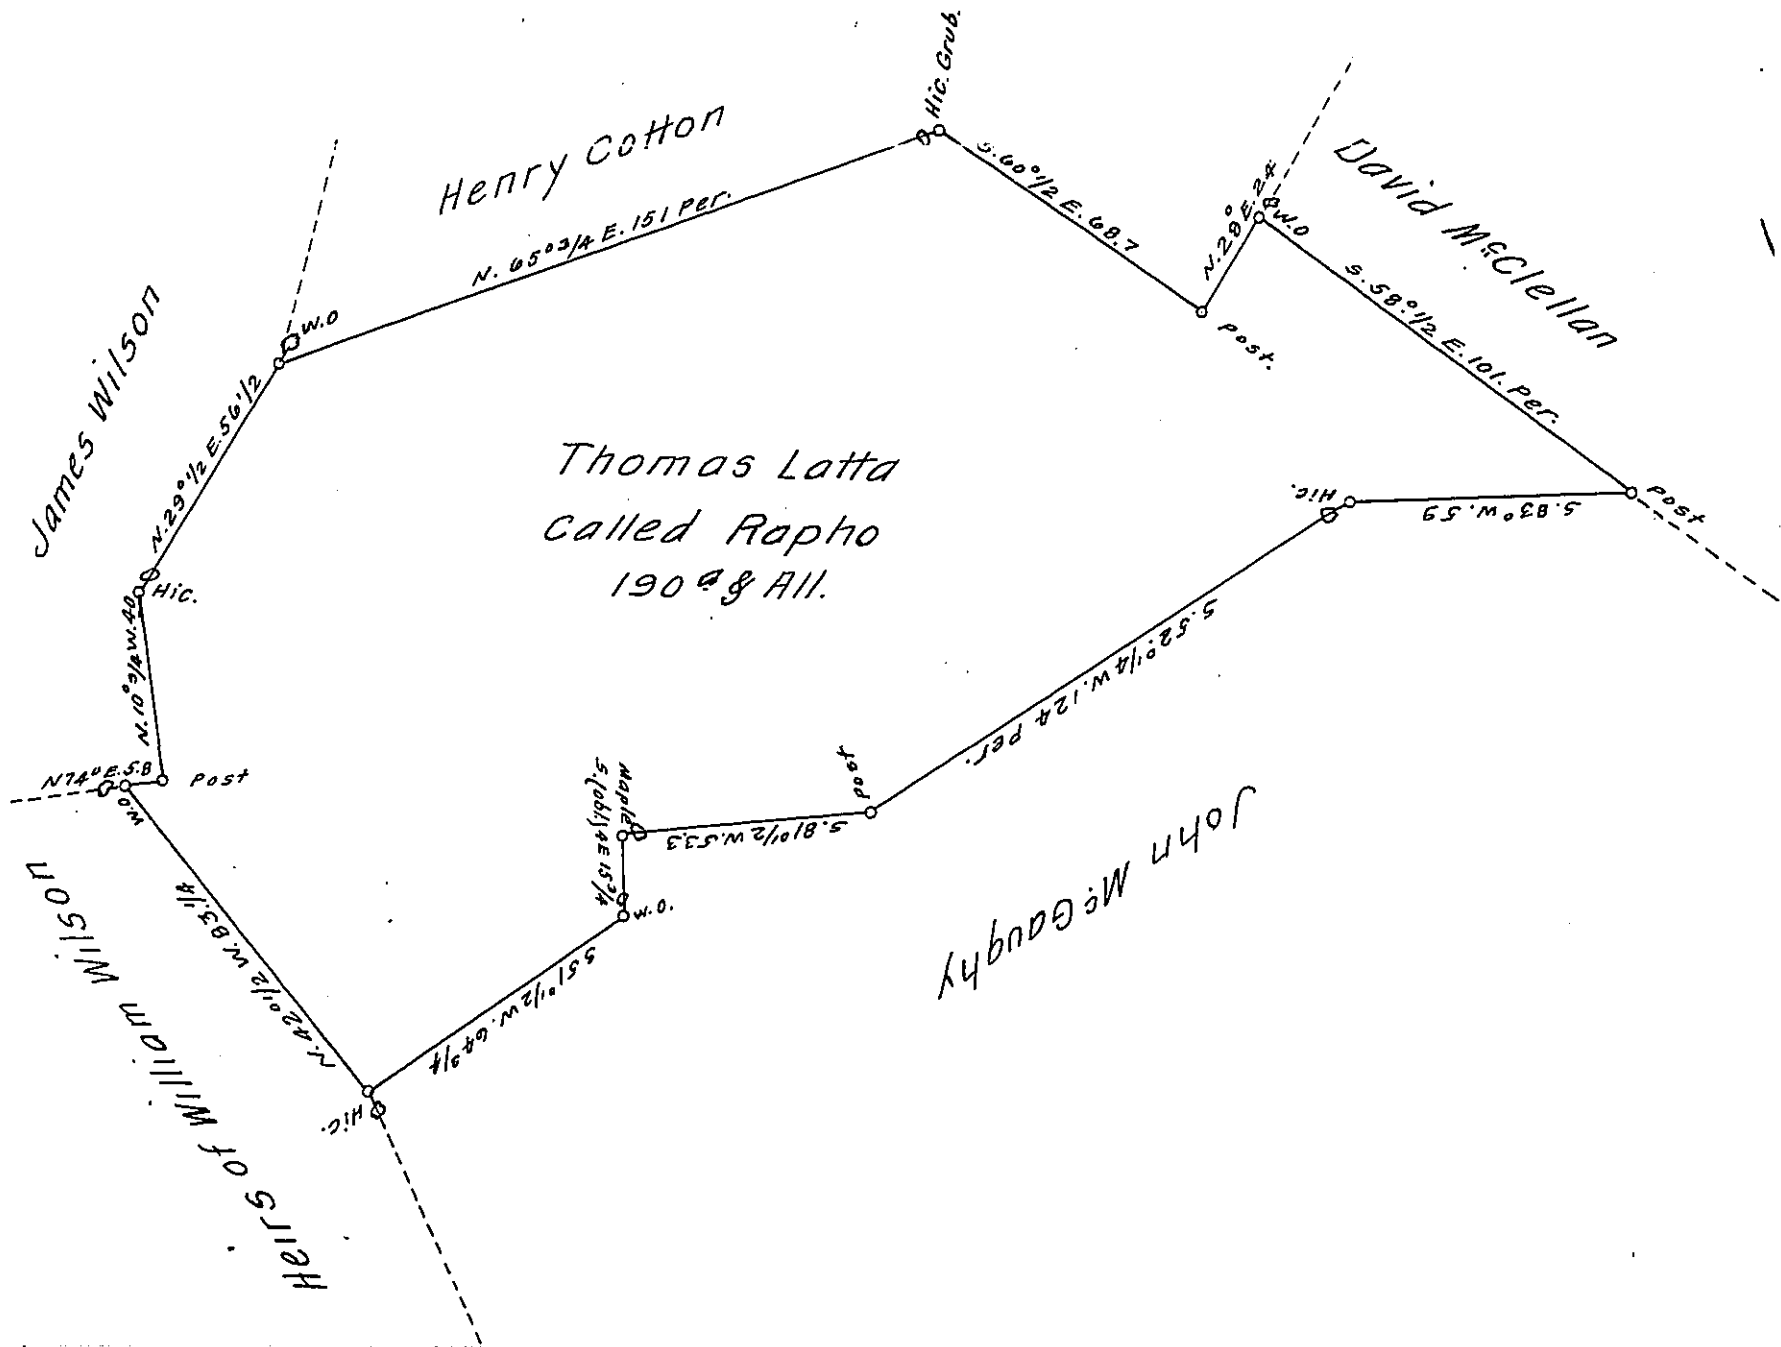 Hic. Grub.
Henry Cotton
David McClellan
James Wilson
N. 65°3/4 E. 151 Per.
S. 60°1/2 E. 68.7
N. 28° E. 24
W.O
S. 58°1/2 E. 101. Per.
Post.
W.O
N. 29°1/2 E. 56 1/2
Thomas Latta
Called Rapho
190 a & All.
Hic.
S. 83° W. 59
Post
Hic.
N. 10°3/4 W. 40
S. 52°1/4 W. 124 Per.
N74° E. 5.8
Post
W.O
Post
S. 81°1/2 W. 53.3
Maple
S. (obl.) 4 E 15 3/4
W.O.
John McGaughy
N. 42°1/2 W. 83.1/4
S. 51°1/2 W. 64 3/4
Hic.
Heirs of William Wilson